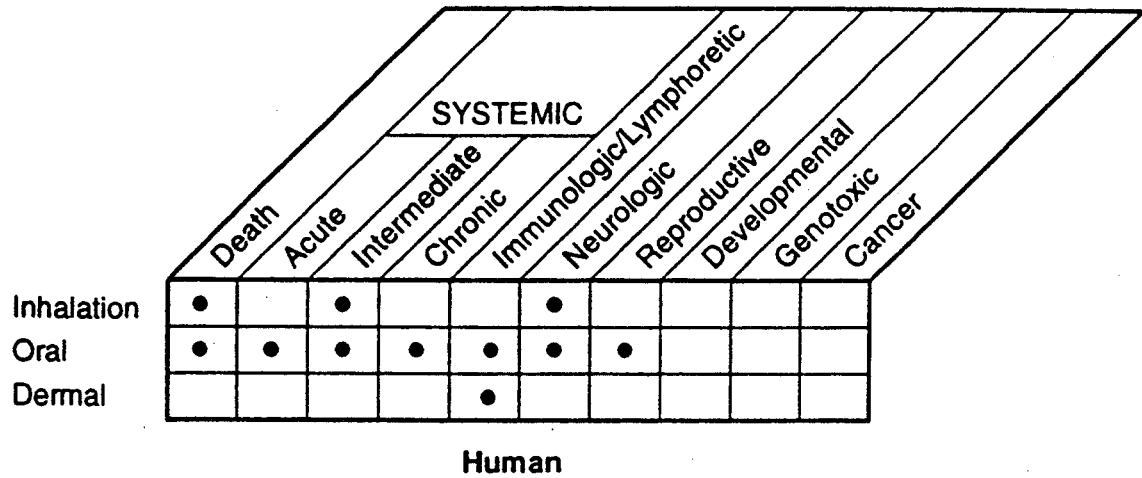 SYSTEMIC
Death
Acute
Intermediate
Chronic
Immunologic/Lymphoretic
Neurologic
Reproductive
Developmental
Genotoxic
Cancer
Inhalation
Oral
Dermal
Human